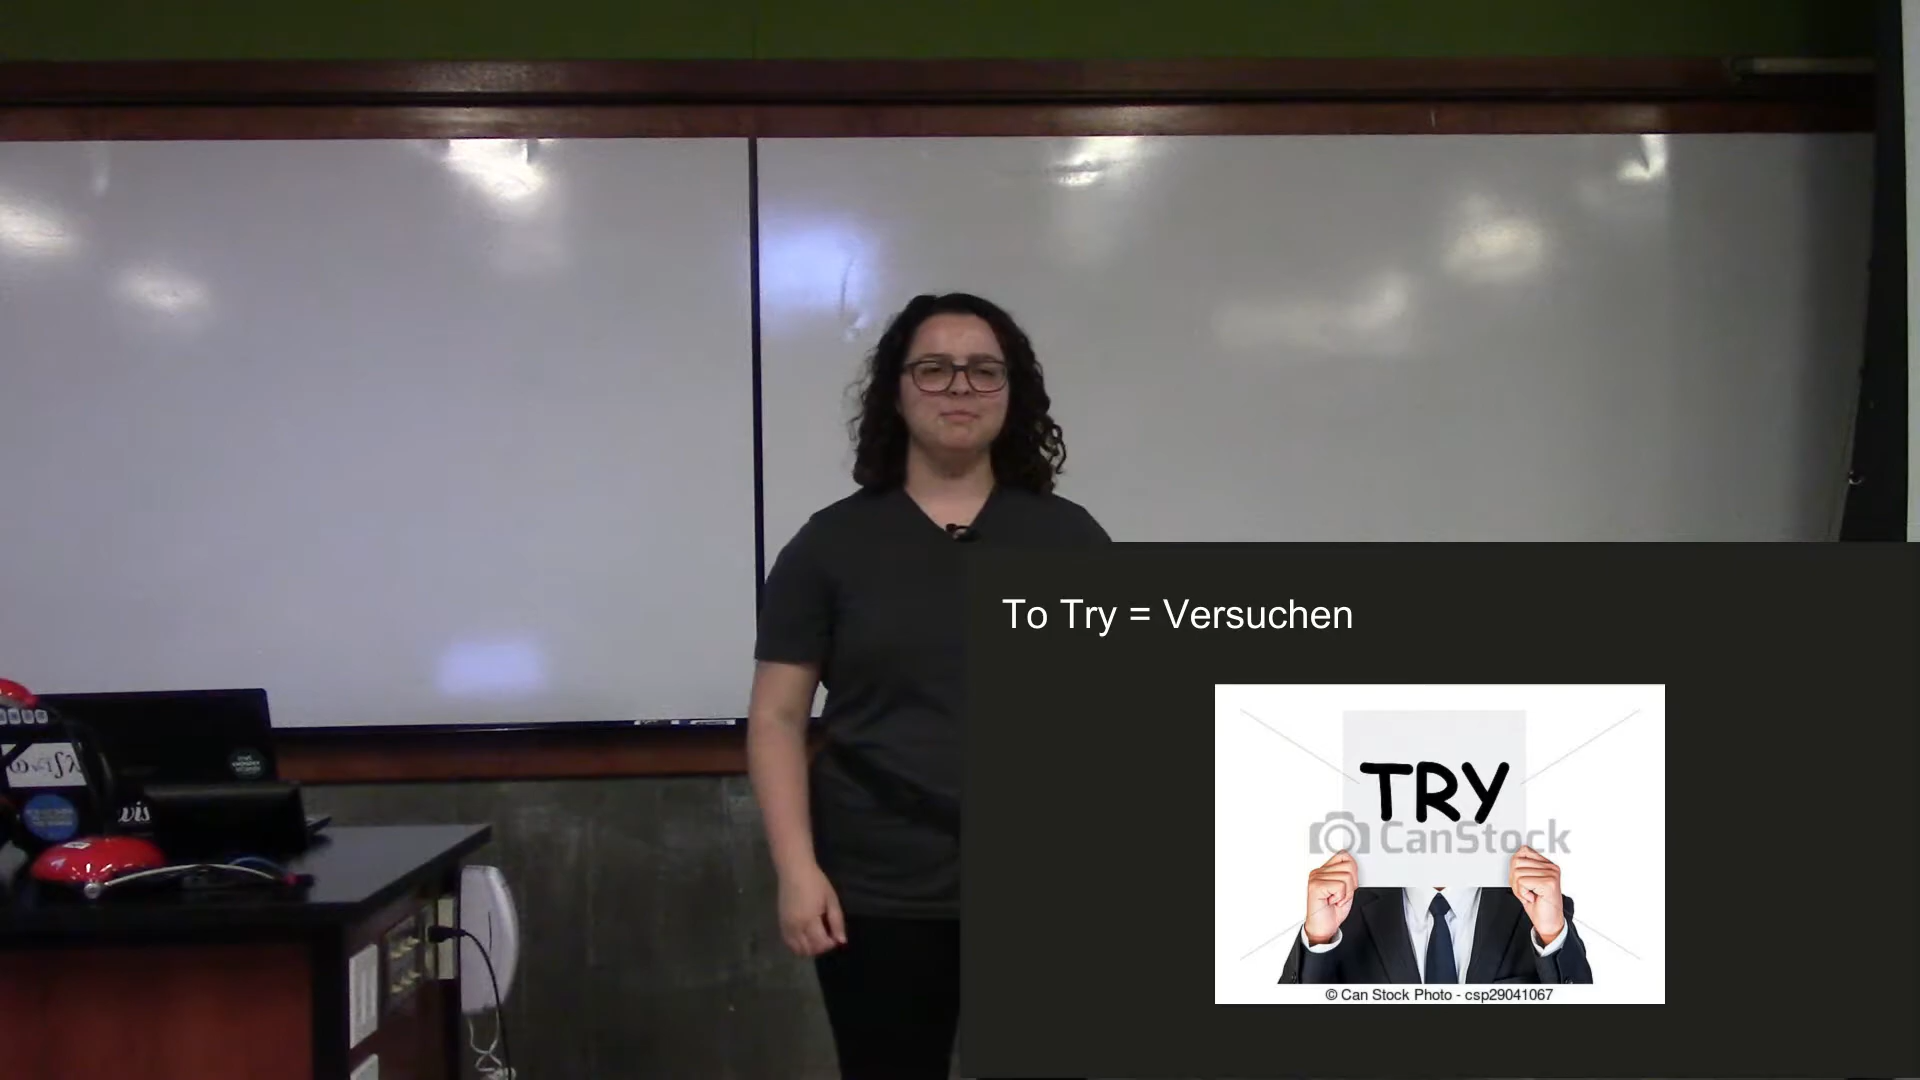 To Try = Versuchen
TRY
CanStock
© Can Stock Photo - csp29041067